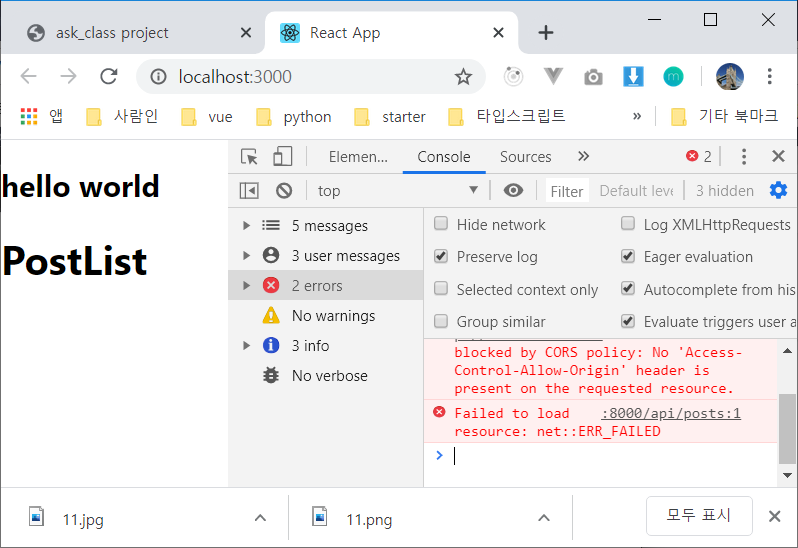 ask_class project
React App
localhost:3000
앱
사람인
vue
python
starter
타입스크립트
»
기타 북마크
hello world
PostList
Elemen...
Console
Sources
»
2
top
Filter
Default leve
3 hidden
5 messages
3 user messages
2 errors
No warnings
3 info
No verbose
Hide network
Log XMLHttpRequests
Preserve log
Eager evaluation
Selected context only
Autocomplete from his
Group similar
Evaluate triggers user a
blocked by CORS policy: No 'Access-
Control-Allow-Origin' header is
present on the requested resource.
Failed to load :8000/api/posts:1
resource: net::ERR_FAILED
11.jpg
11.png
모두 표시